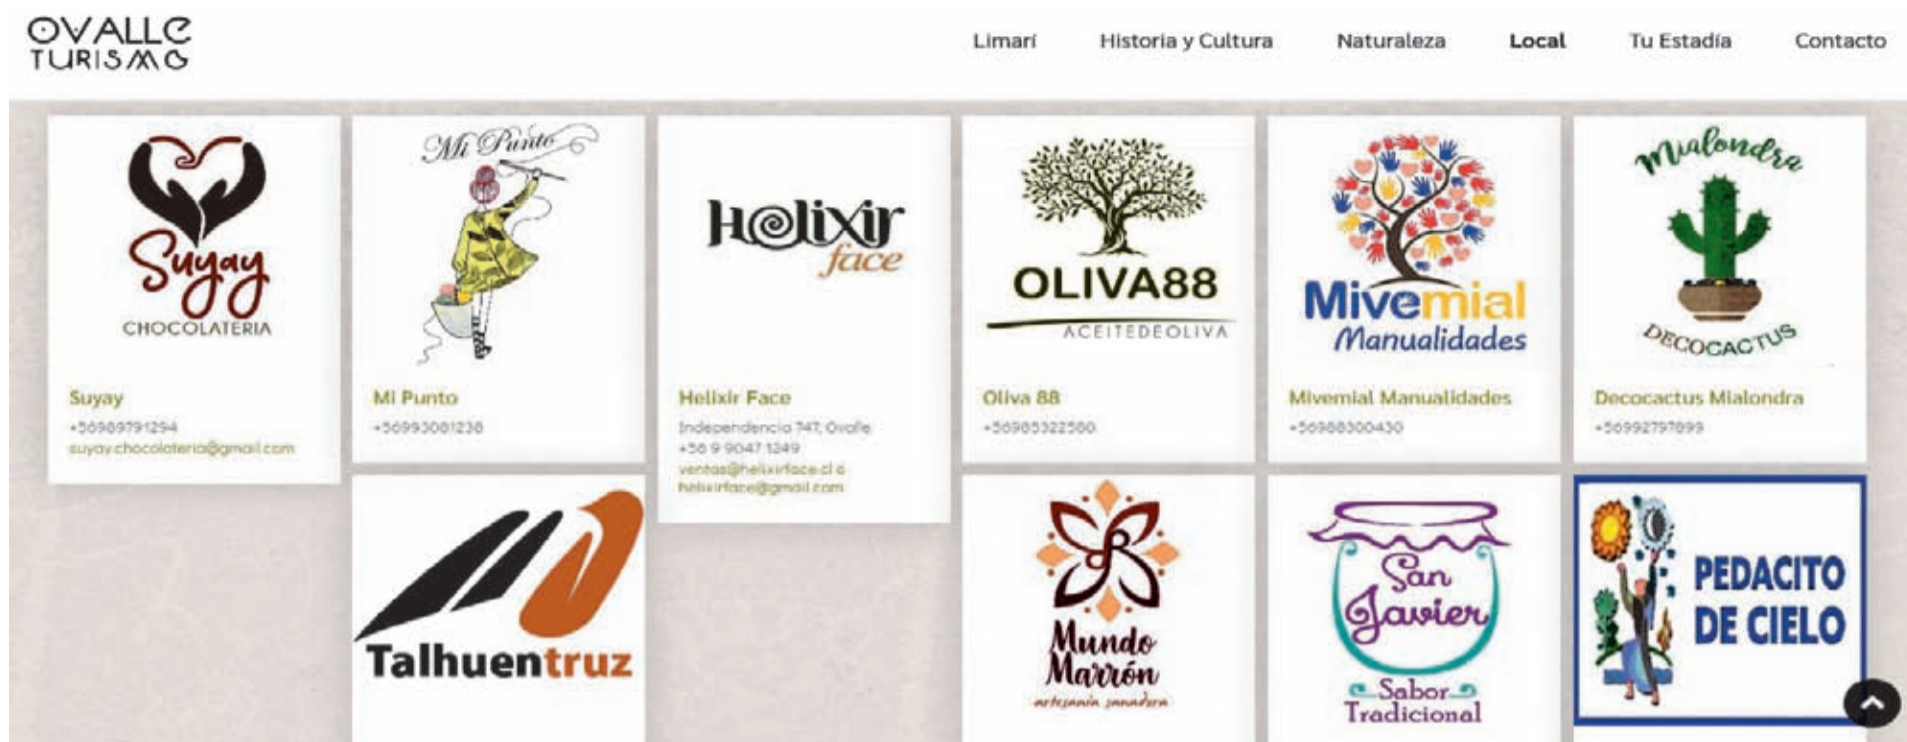 OVALLE
TURISMO
Limarí
Historia y Cultura
Naturaleza
Local
Tu Estadía
Contacto
Suyay
CHOCOLATERIA
Suyay
+56989791294
suyay.chocolateria@gmail.com
Mi Punto
Mi Punto
+56993081238
Helixir
face
Helixir Face
Independencia 747, Ovalle
+56 9 9047 1249
ventas@helixirface.cl ó
helixirface@gmail.com
OLIVA88
ACEITEDEOLIVA
Oliva 88
+56985322580
Mivemial
Manualidades
Mivemial Manualidades
+56988300430
Mialondra
DECOCACTUS
Decocactus Mialondra
+56992797899
Talhuentruz
Mundo
Marrón
artesanía sanadora
San
Javier
Sabor
Tradicional
PEDACITO
DE CIELO